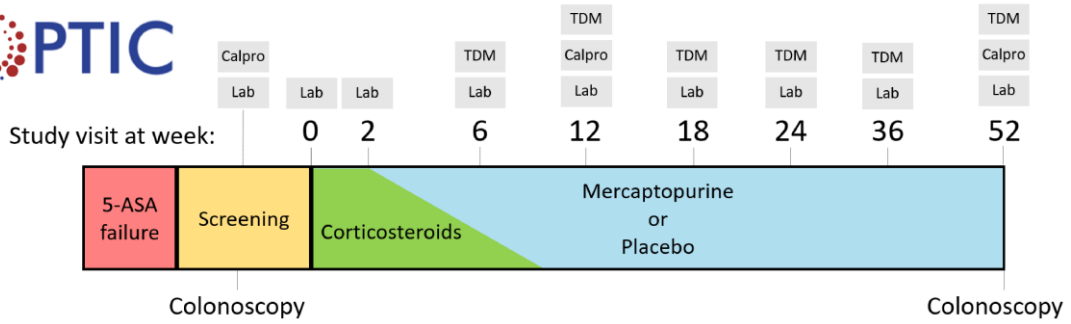 PTIC
TDM
TDM
Calpro
TDM
Calpro
TDM
TDM
TDM
Calpro
Lab
Lab
Lab
Lab
Lab
Lab
Lab
Lab
Lab
Study visit at week:
0
2
6
12
18
24
36
52
5-ASA
failure
Screening
Corticosteroids
Mercaptopurine
or
Placebo
Colonoscopy
Colonoscopy